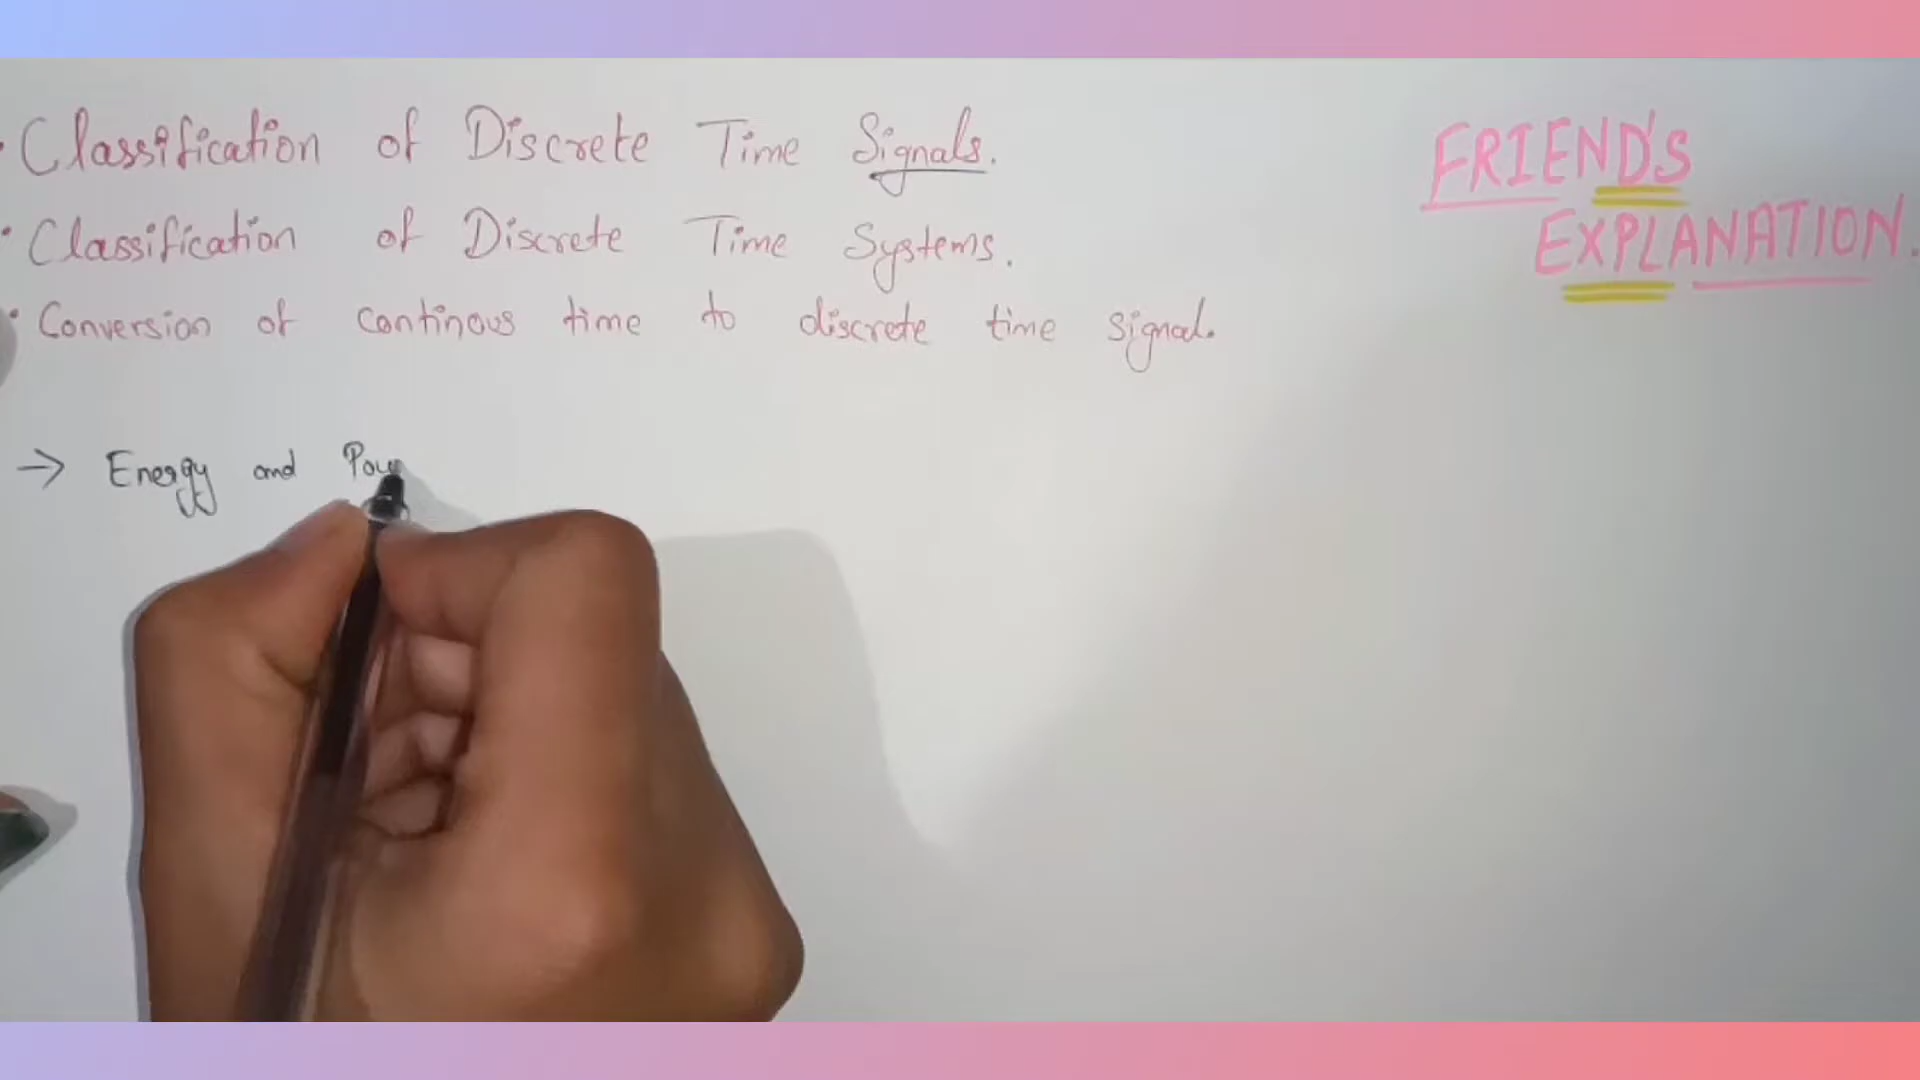 · Classification of Discrete Time Signals.
· Classification of Discrete Time Systems.
· Conversion of continous time to discrete time signal.
FRIEND'S
EXPLANATION.
→ Energy and Pow